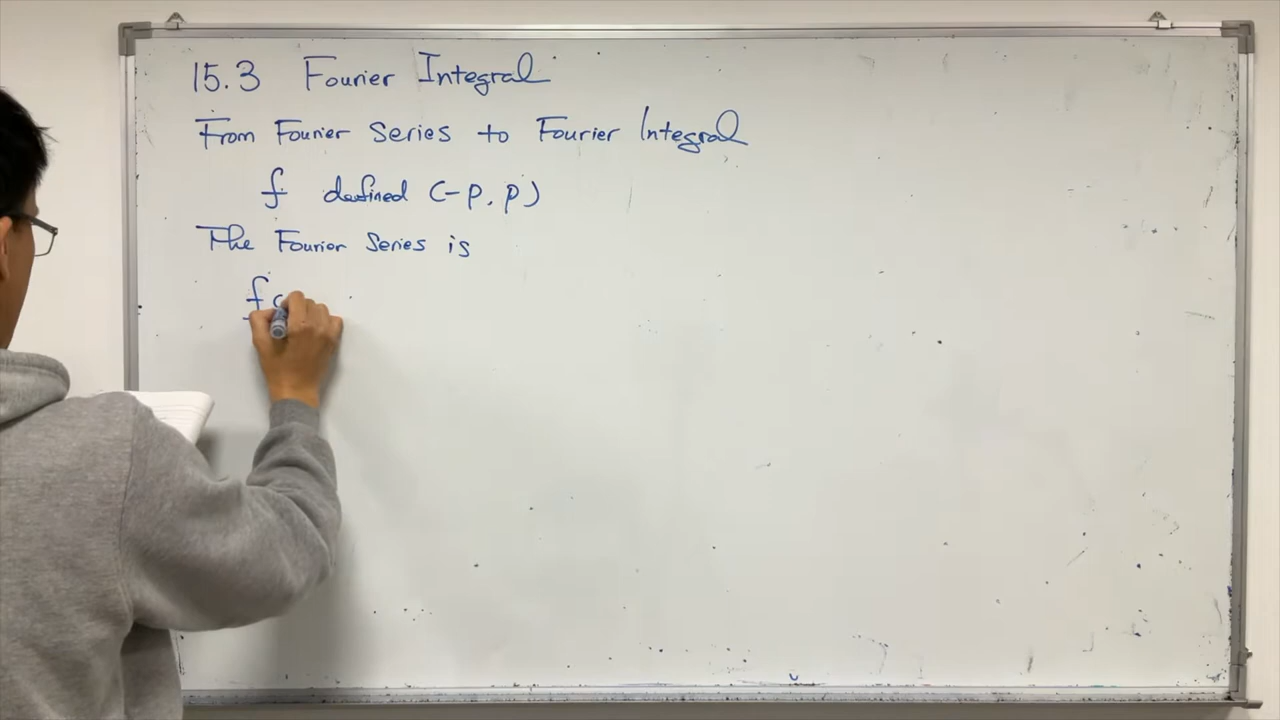 15.3 Fourier Integral
From Fourier Series to Fourier Integral
f defined (-p, p)
The Fourier Series is
f(